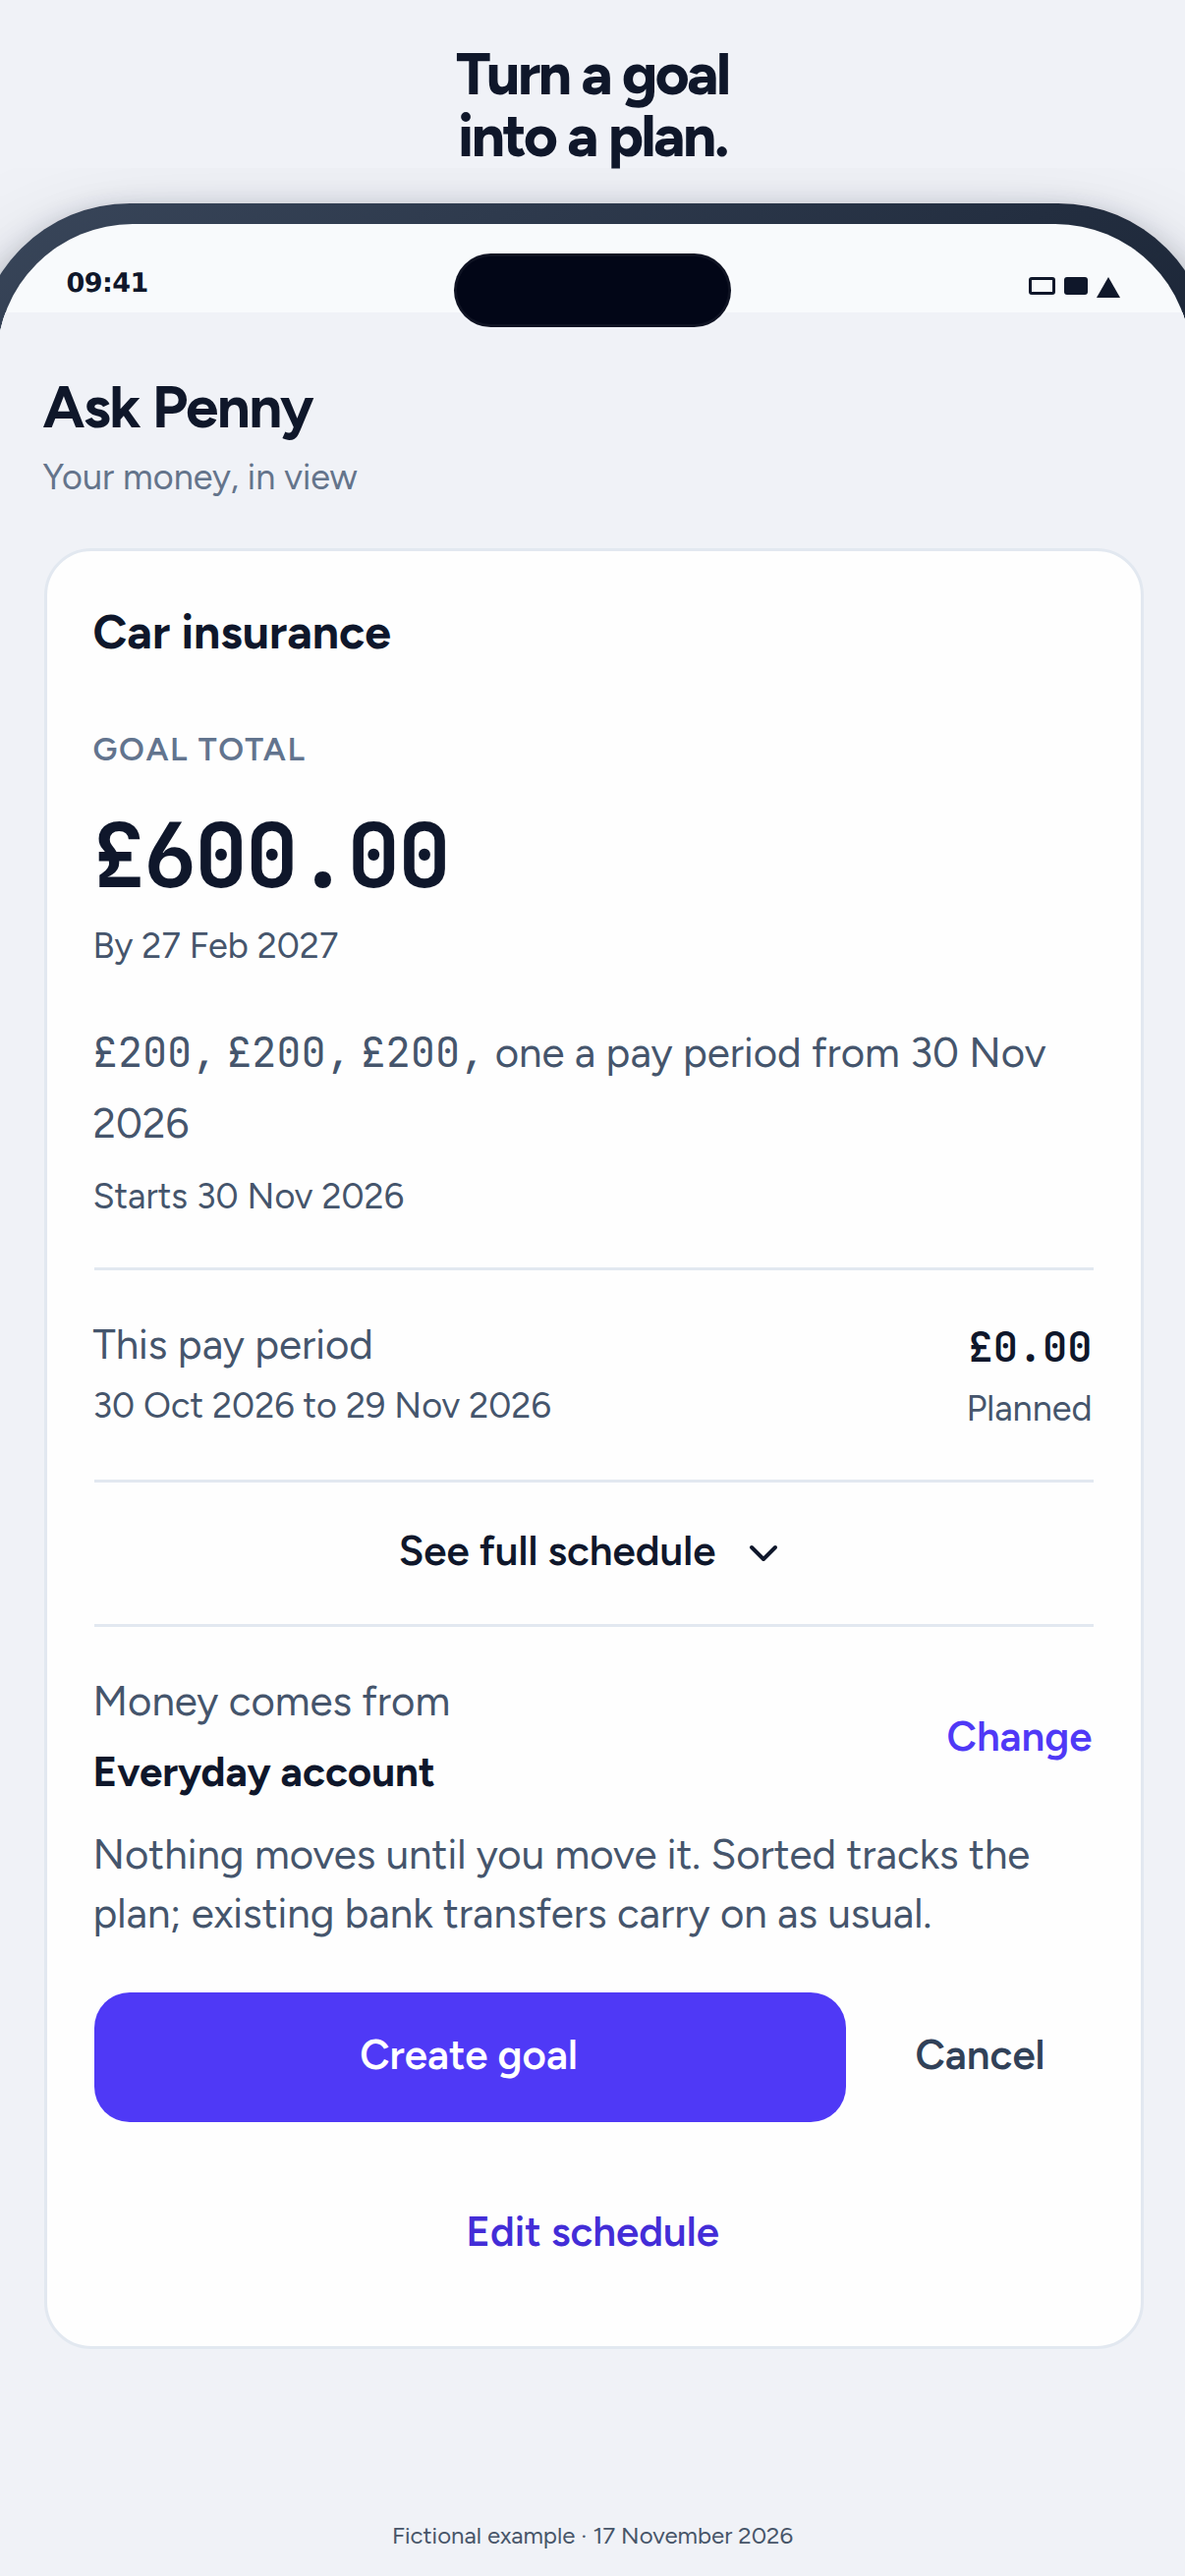 Turn a goal
into a plan.
09:41
Ask Penny
Your money, in view
Car insurance
GOAL TOTAL
£600.00
By 27 Feb 2027
£200, £200, £200, one a pay period from 30 Nov
2026
Starts 30 Nov 2026
This pay period
£0.00
30 Oct 2026 to 29 Nov 2026
Planned
See full schedule
Money comes from
Change
Everyday account
Nothing moves until you move it. Sorted tracks the
plan; existing bank transfers carry on as usual.
Create goal
Cancel
Edit schedule
Fictional example · 17 November 2026